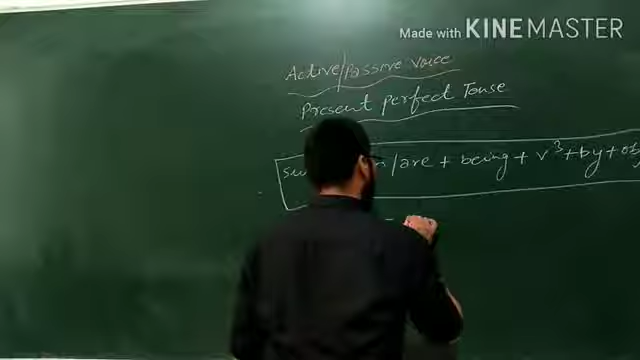 Made with KINEMASTER
Active/Passive Voice
Present Perfect Tense
/are + being + v³ + by + ob